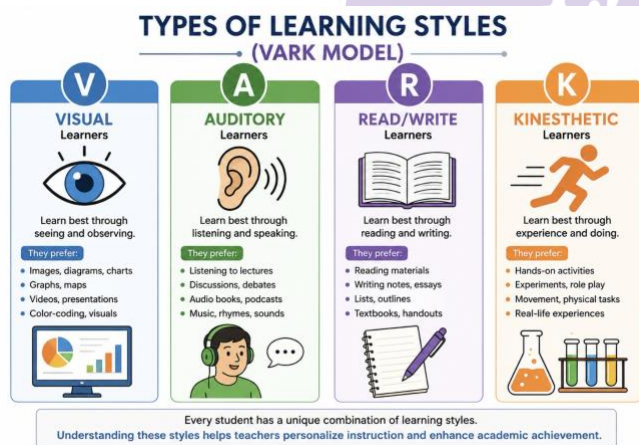 TYPES OF LEARNING STYLES
(VARK MODEL)
V
VISUAL
Learners
Learn best through
seeing and observing.
They prefer:
• Images, diagrams, charts
• Graphs, maps
• Videos, presentations
• Color-coding, visuals
A
AUDITORY
Learners
Learn best through
listening and speaking.
They prefer:
• Listening to lectures
• Discussions, debates
• Audio books, podcasts
• Music, rhymes, sounds
R
READ/WRITE
Learners
Learn best through
reading and writing.
They prefer:
• Reading materials
• Writing notes, essays
• Lists, outlines
• Textbooks, handouts
K
KINESTHETIC
Learners
Learn best through
experience and doing.
They prefer:
• Hands-on activities
• Experiments, role play
• Movement, physical tasks
• Real-life experiences
Every student has a unique combination of learning styles.
Understanding these styles helps teachers personalize instruction and enhance academic achievement.